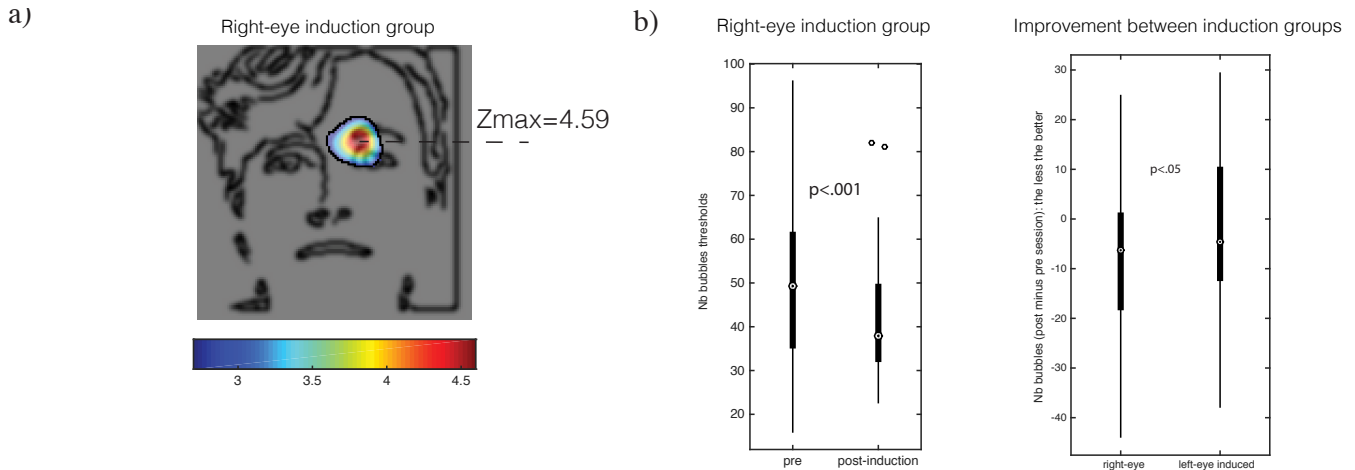 a)
Right-eye induction group
Zmax=4.59
3 3.5 4 4.5
b)
Right-eye induction group
Nb bubbles thresholds
100
90
80
70
60
50
40
30
20
p<.001
pre post-induction
Improvement between induction groups
Nb bubbles (post minus pre session): the less the better
30
20
10
0
-10
-20
-30
-40
p<.05
right-eye left-eye induced